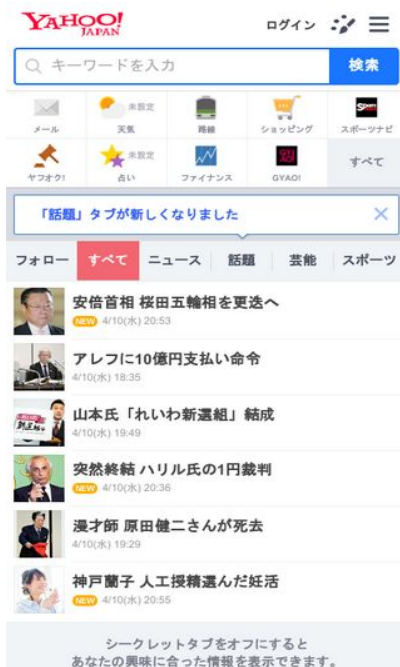 YAHOO!
JAPAN
ログイン
キーワードを入力
検索
メール
未設定
天気
路線
ショッピング
スポーツナビ
ヤフオク!
未設定
占い
ファイナンス
GYAO!
すべて
「話題」タブが新しくなりました
フォロー すべて ニュース 話題 芸能 スポーツ
安倍首相 桜田五輪相を更迭へ
NEW 4/10(水) 20:53
アレフに10億円支払い命令
4/10(水) 18:35
山本氏「れいわ新選組」結成
4/10(水) 19:49
突然終結 ハリル氏の1円裁判
NEW 4/10(水) 20:36
漫才師 原田健二さんが死去
4/10(水) 19:29
神戸蘭子 人工授精選んだ妊活
NEW 4/10(水) 20:55
シークレットタブをオフにすると
あなたの興味に合った情報を表示できます。